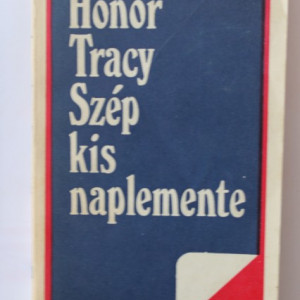 Honor
Tracy
Szép
kis
naplemente